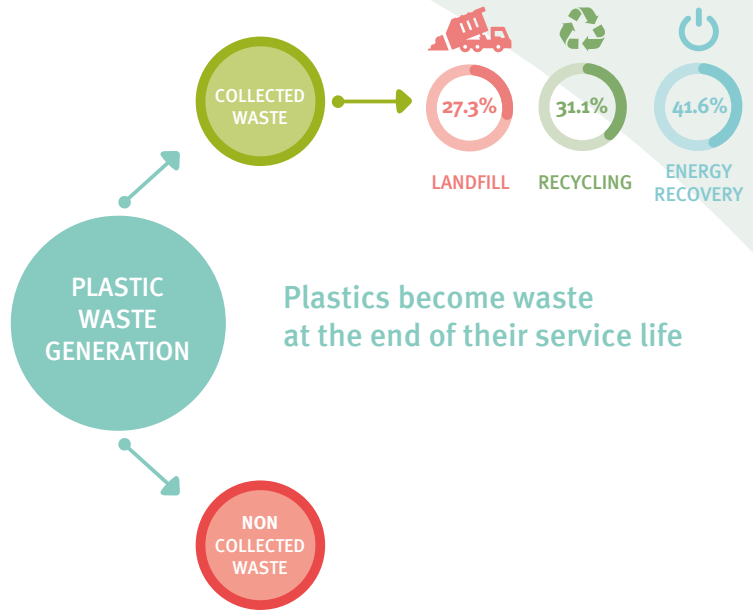 COLLECTED
WASTE
27.3%
31.1%
41.6%
LANDFILL
RECYCLING
ENERGY
RECOVERY
PLASTIC
WASTE
GENERATION
Plastics become waste
at the end of their service life
NON
COLLECTED
WASTE